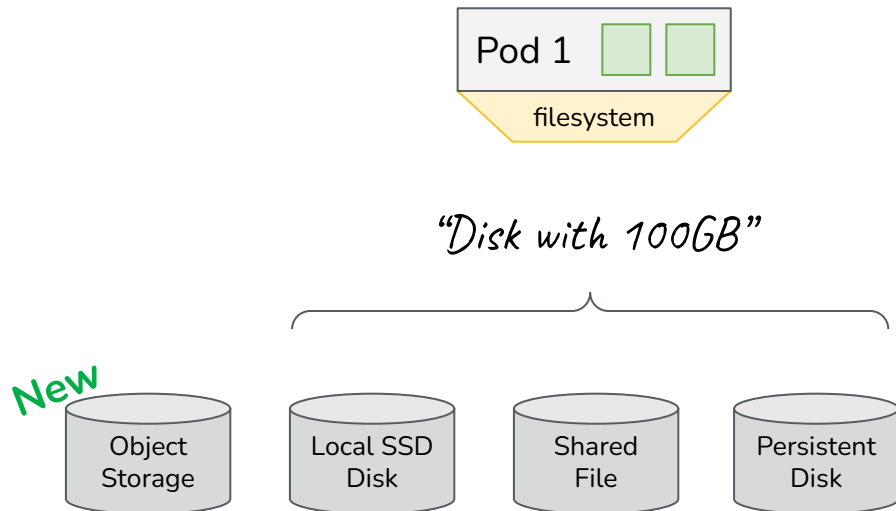 Pod 1
filesystem
“Disk with 100GB”
New
Object
Storage
Local SSD
Disk
Shared
File
Persistent
Disk